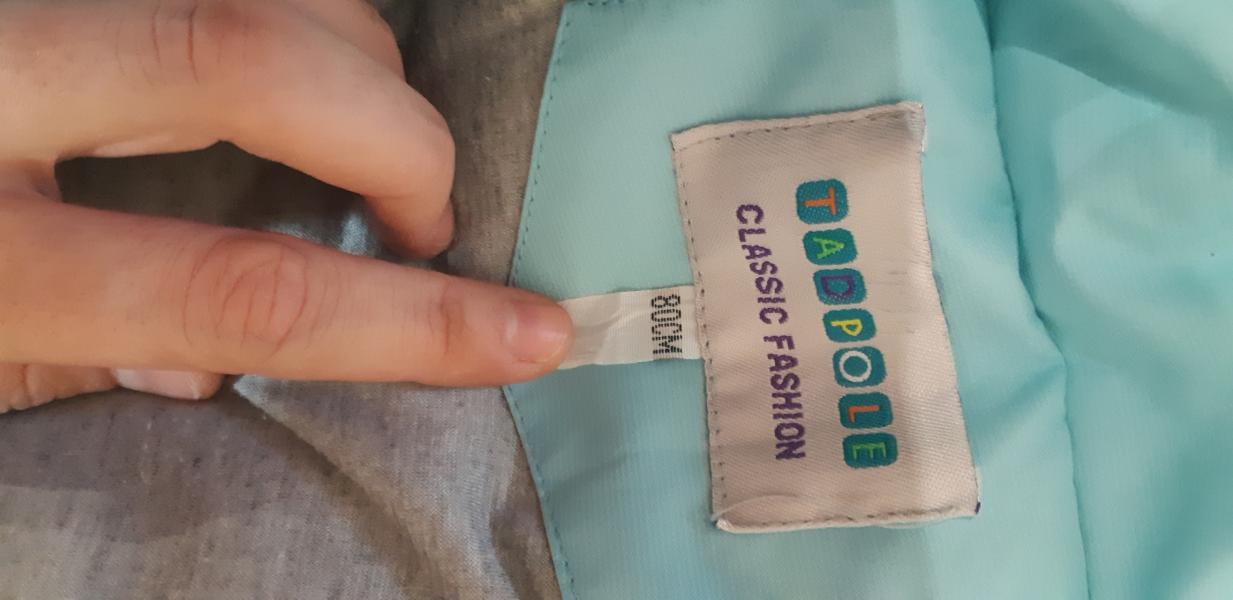 TADPOLE
CLASSIC FASHION
80CM